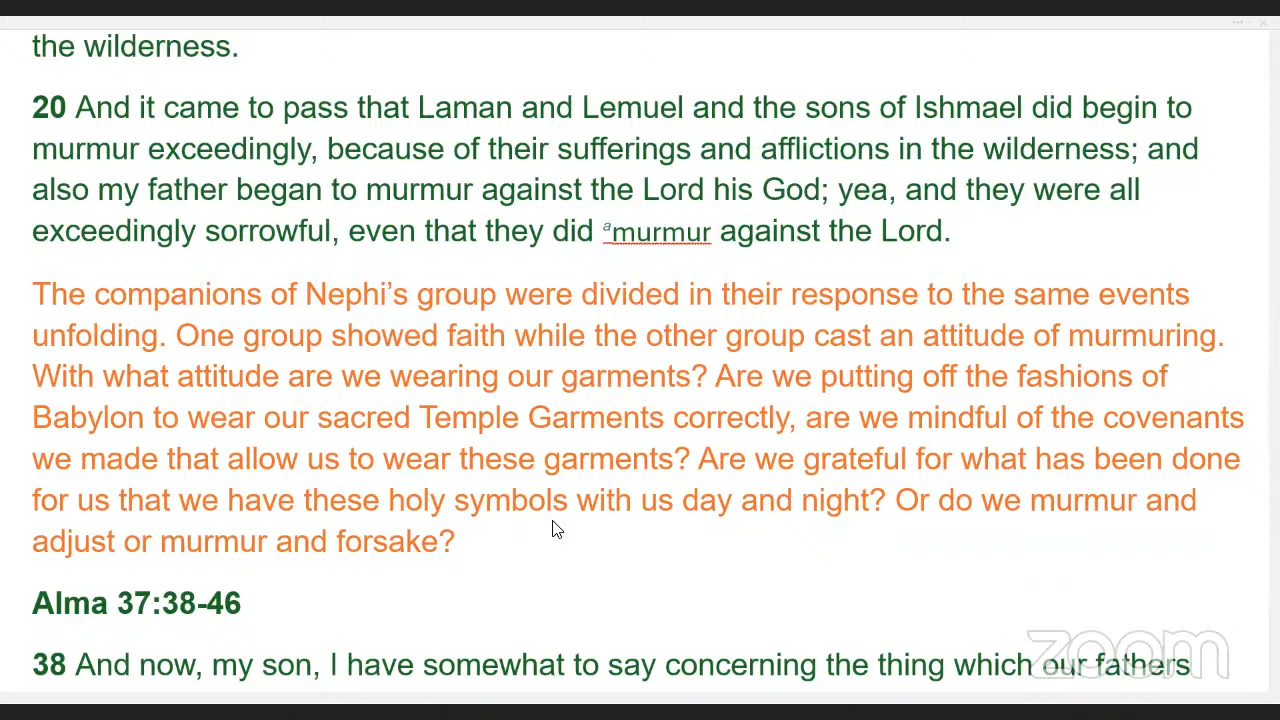 the wilderness.
20 And it came to pass that Laman and Lemuel and the sons of Ishmael did begin to
murmur exceedingly, because of their sufferings and afflictions in the wilderness; and
also my father began to murmur against the Lord his God; yea, and they were all
exceedingly sorrowful, even that they did amurmur against the Lord.
The companions of Nephi’s group were divided in their response to the same events
unfolding. One group showed faith while the other group cast an attitude of murmuring.
With what attitude are we wearing our garments? Are we putting off the fashions of
Babylon to wear our sacred Temple Garments correctly, are we mindful of the covenants
we made that allow us to wear these garments? Are we grateful for what has been done
for us that we have these holy symbols with us day and night? Or do we murmur and
adjust or murmur and forsake?
Alma 37:38-46
38 And now, my son, I have somewhat to say concerning the thing which our fathers
zoom